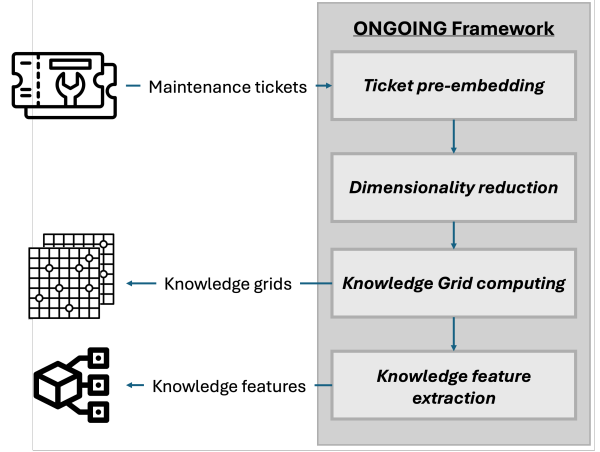 ONGOING Framework
Maintenance tickets
Ticket pre-embedding
Dimensionality reduction
Knowledge grids
Knowledge Grid computing
Knowledge features
Knowledge feature
extraction